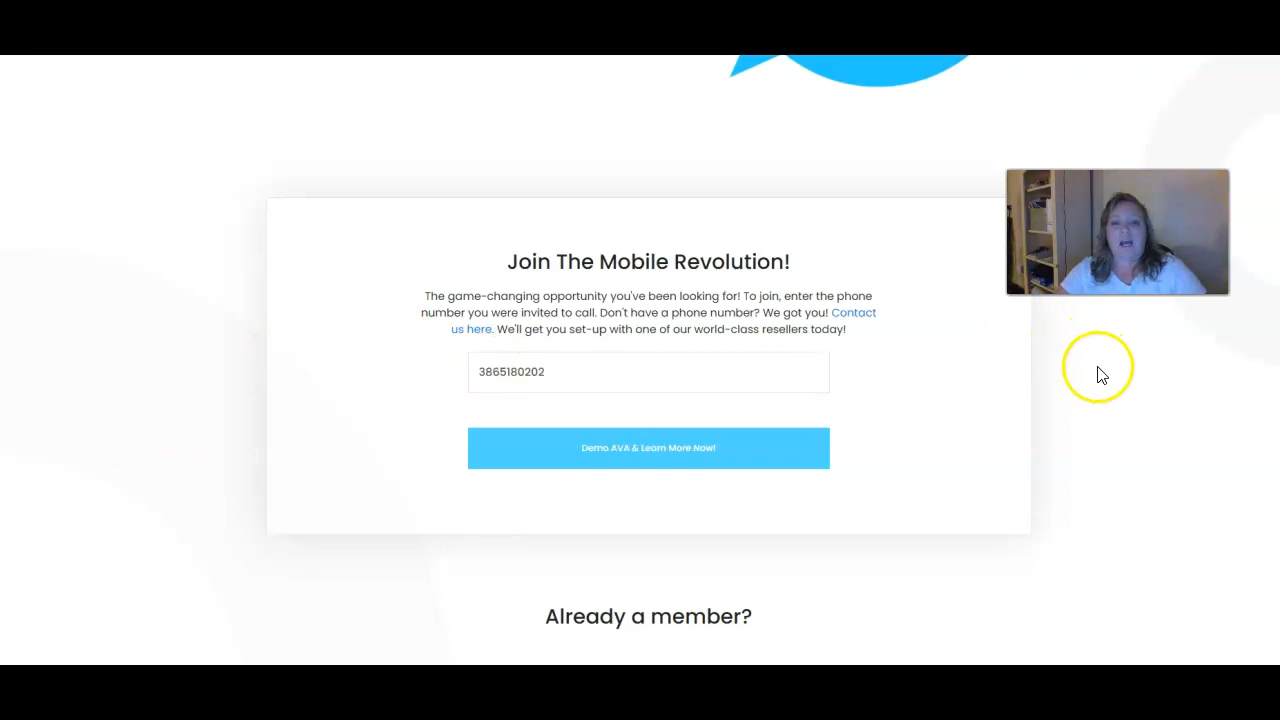 Join The Mobile Revolution!
The game-changing opportunity you've been looking for! To join, enter the phone
number you were invited to call. Don't have a phone number? We got you! Contact
us here. We'll get you set-up with one of our world-class resellers today!
3865180202
Demo AVA & Learn More Now!
Already a member?